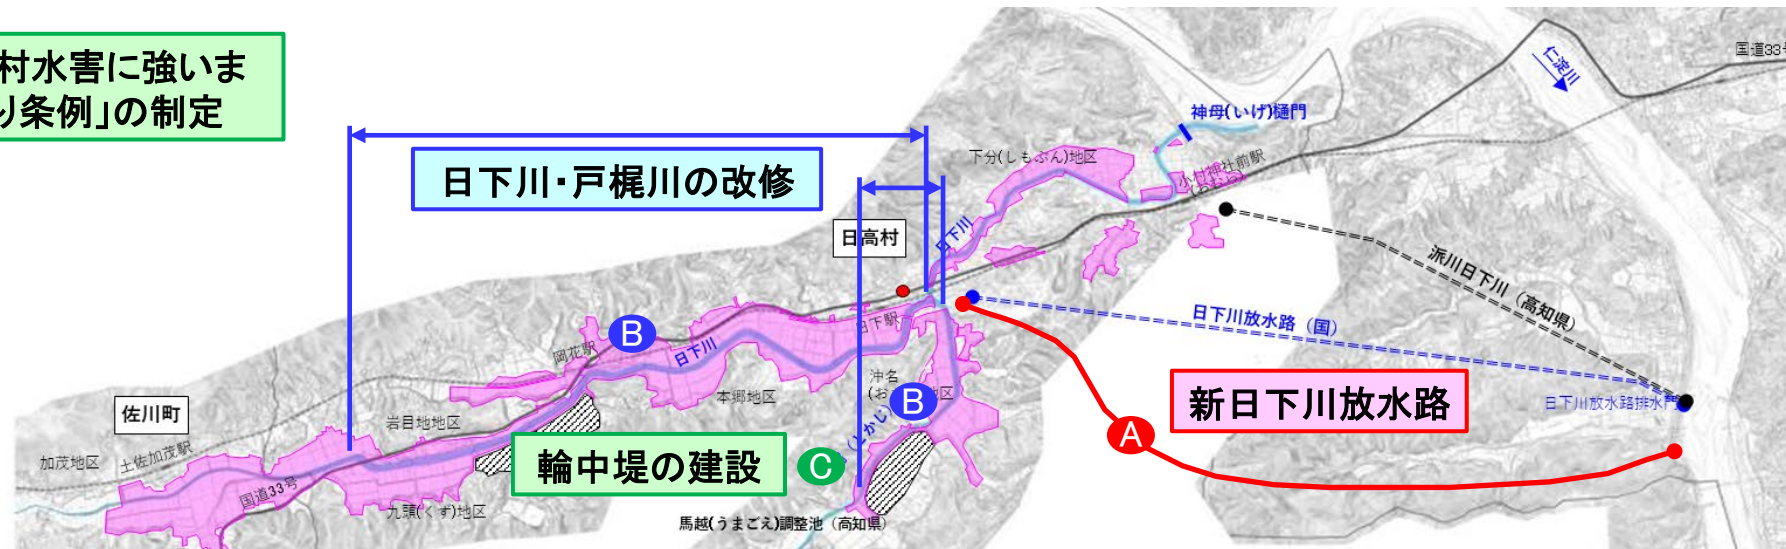 村水害に強いま
り条例」の制定
国道33号
仁淀川
神母(いげ)樋門
下分(しもぶん)地区
小村神社前駅
日下川・戸梶川の改修
日高村
日下川
派川日下川（高知県）
日下川放水路（国）
岡花駅
B
日下川
日下駅
沖名
本郷地区
B
新日下川放水路
日下川放水路排水門
佐川町
岩目地地区
A
加茂地区
土佐加茂駅
輪中堤の建設
C
国道33号
九頭(くず)地区
馬越(うまごえ)調整池（高知県）